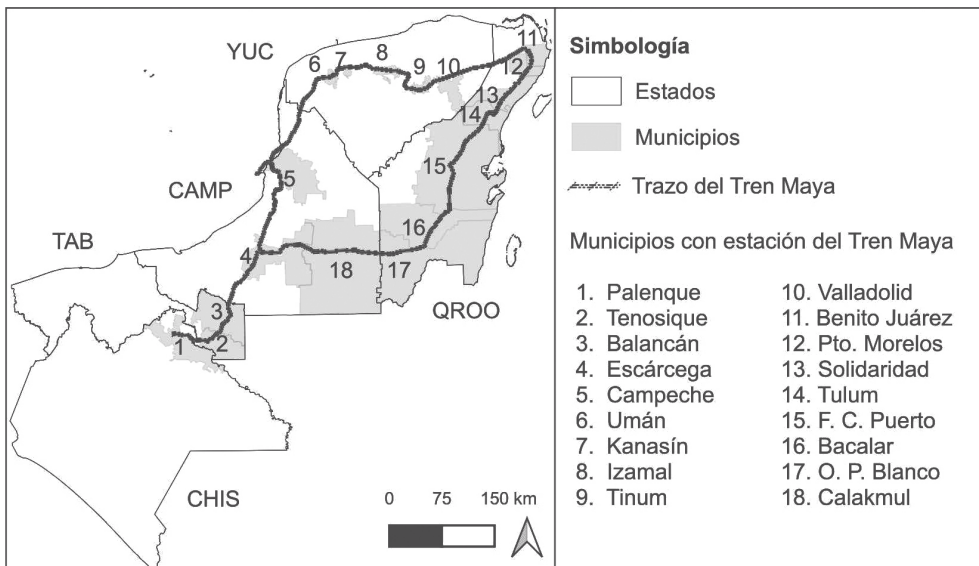 YUC
CAMP
TAB
CHIS
QROO
1
2
3
4
5
6
7
8
9
10
11
12
13
14
15
16
17
18
0 75 150 km
Simbología
Estados
Municipios
Trazo del Tren Maya
Municipios con estación del Tren Maya
1. Palenque
2. Tenosique
3. Balancán
4. Escárcega
5. Campeche
6. Umán
7. Kanasín
8. Izamal
9. Tinum
10. Valladolid
11. Benito Juárez
12. Pto. Morelos
13. Solidaridad
14. Tulum
15. F. C. Puerto
16. Bacalar
17. O. P. Blanco
18. Calakmul